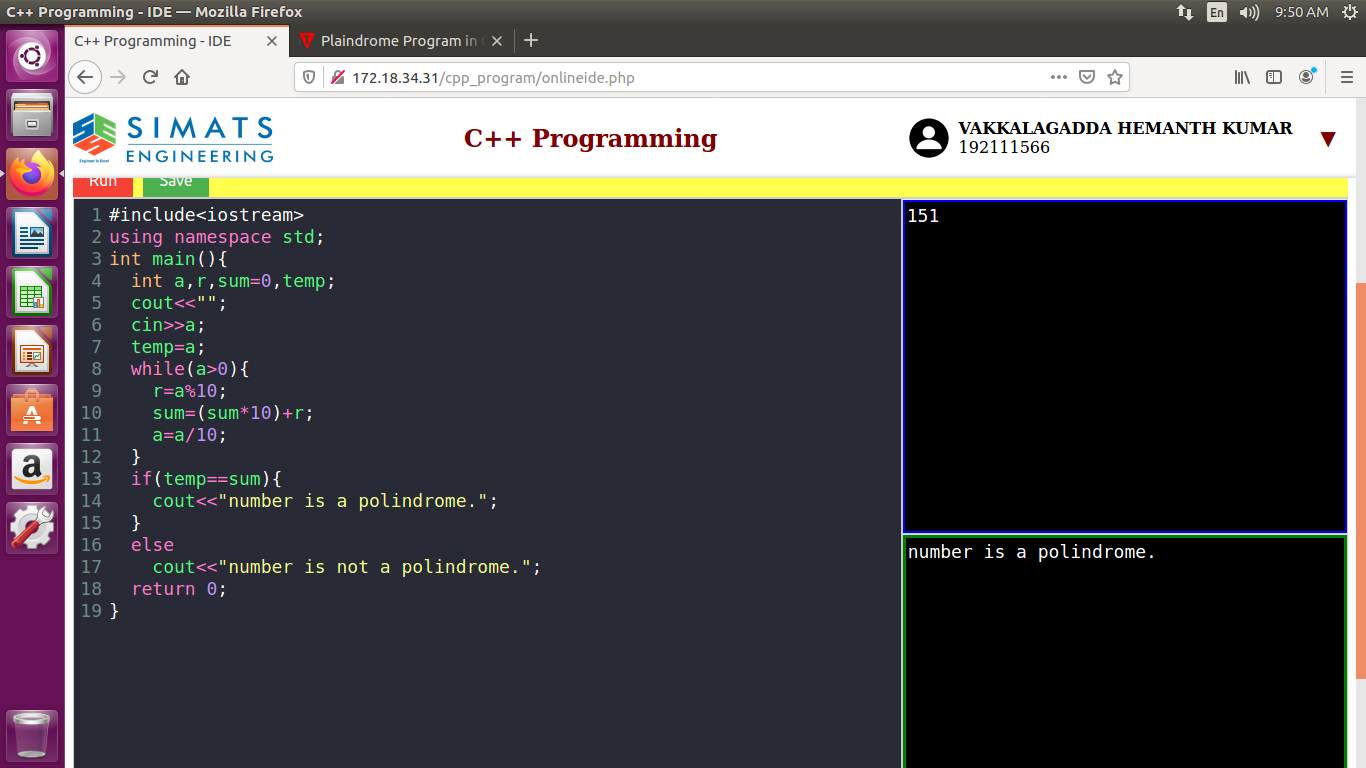 C++ Programming - IDE — Mozilla Firefox
En
9:50 AM
C++ Programming - IDE
Plaindrome Program in
172.18.34.31/cpp_program/onlineide.php
SIMATS
ENGINEERING
Engineer to Excel
C++ Programming
VAKKALAGADDA HEMANTH KUMAR
192111566
Run
Save
1 #include<iostream>
2 using namespace std;
3 int main(){
4 int a,r,sum=0,temp;
5 cout<<"";
6 cin>>a;
7 temp=a;
8 while(a>0){
9 r=a%10;
10 sum=(sum*10)+r;
11 a=a/10;
12 }
13 if(temp==sum){
14 cout<<"number is a polindrome.";
15 }
16 else
17 cout<<"number is not a polindrome.";
18 return 0;
19 }
151
number is a polindrome.